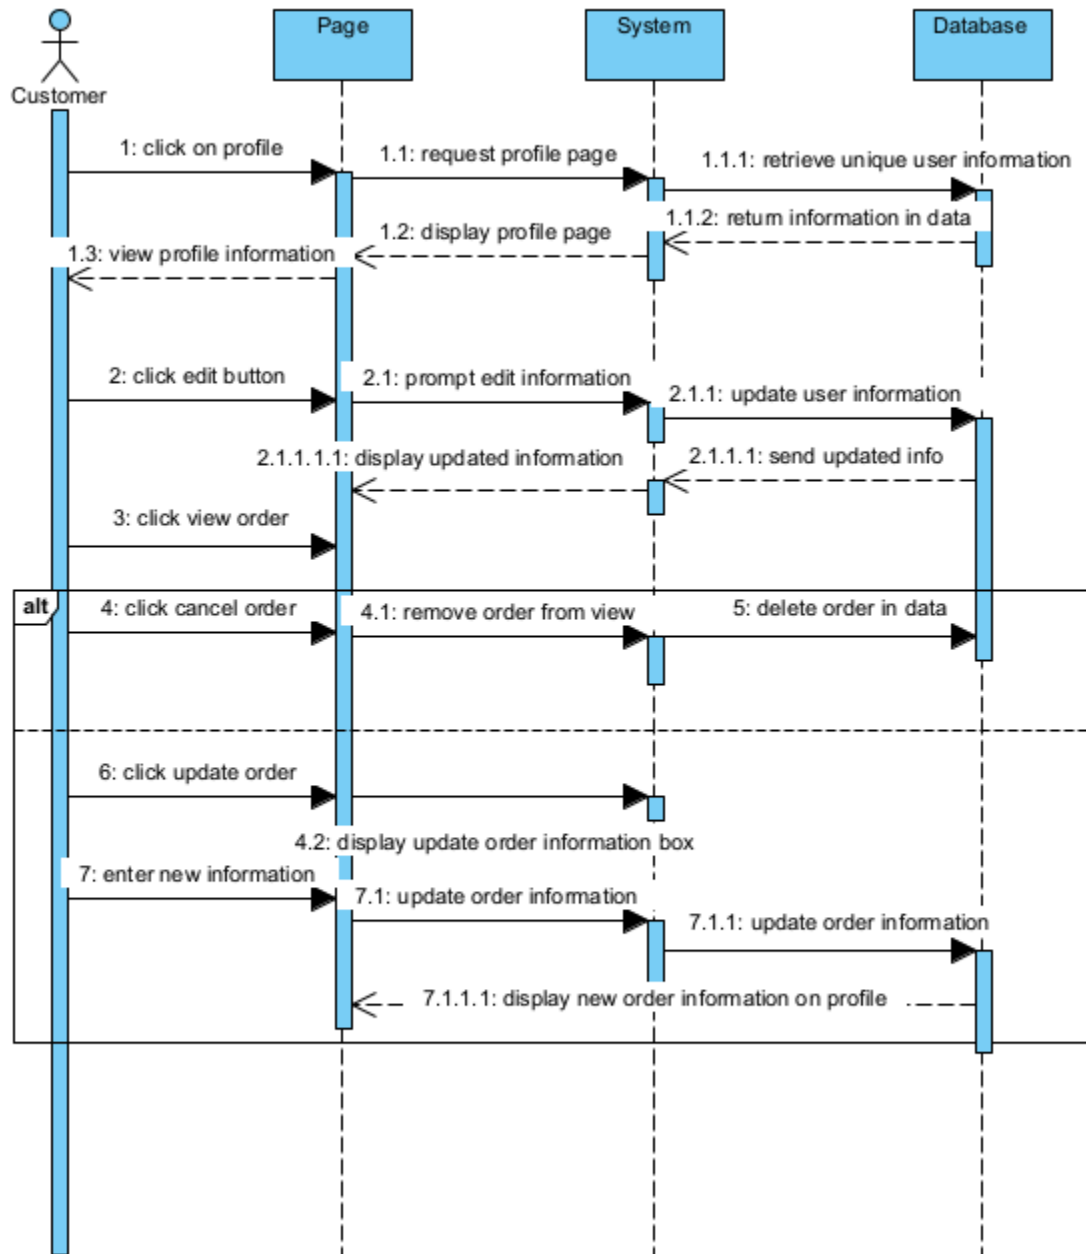 Page
System
Database
Customer
1: click on profile
1.1: request profile page
1.1.1: retrieve unique user information
1.1.2: return information in data
1.2: display profile page
1.3: view profile information
2: click edit button
2.1: prompt edit information
2.1.1: update user information
2.1.1.1: send updated info
2.1.1.1.1: display updated information
3: click view order
alt
4: click cancel order
4.1: remove order from view
5: delete order in data
6: click update order
4.2: display update order information box
7: enter new information
7.1: update order information
7.1.1: update order information
7.1.1.1: display new order information on profile